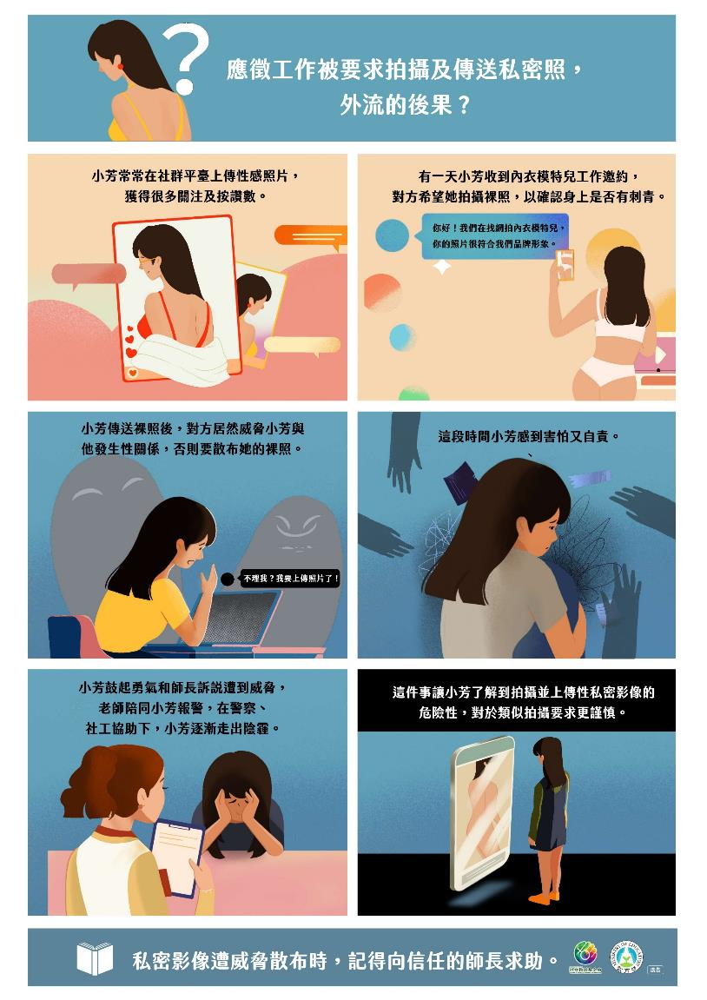 應徵工作被要求拍攝及傳送私密照，
外流的後果？
小芳常常在社群平臺上傳性感照片，
獲得很多關注及按讚數。
有一天小芳收到內衣模特兒工作邀約，
對方希望她拍攝裸照，以確認身上是否有刺青。
你好！我們在找網拍內衣模特兒，
你的照片很符合我們品牌形象。
小芳傳送裸照後，對方居然威脅小芳與
他發生性關係，否則要散布她的裸照。
不理我？我要上傳照片了！
這段時間小芳感到害怕又自責。
、
小芳鼓起勇氣和師長訴說遭到威脅，
老師陪同小芳報警，在警察、
社工協助下，小芳逐漸走出陰霾。
這件事讓小芳了解到拍攝並上傳性私密影像的
危險性，對於類似拍攝要求更謹慎。
私密影像遭威脅散布時，記得向信任的師長求助。
廣告